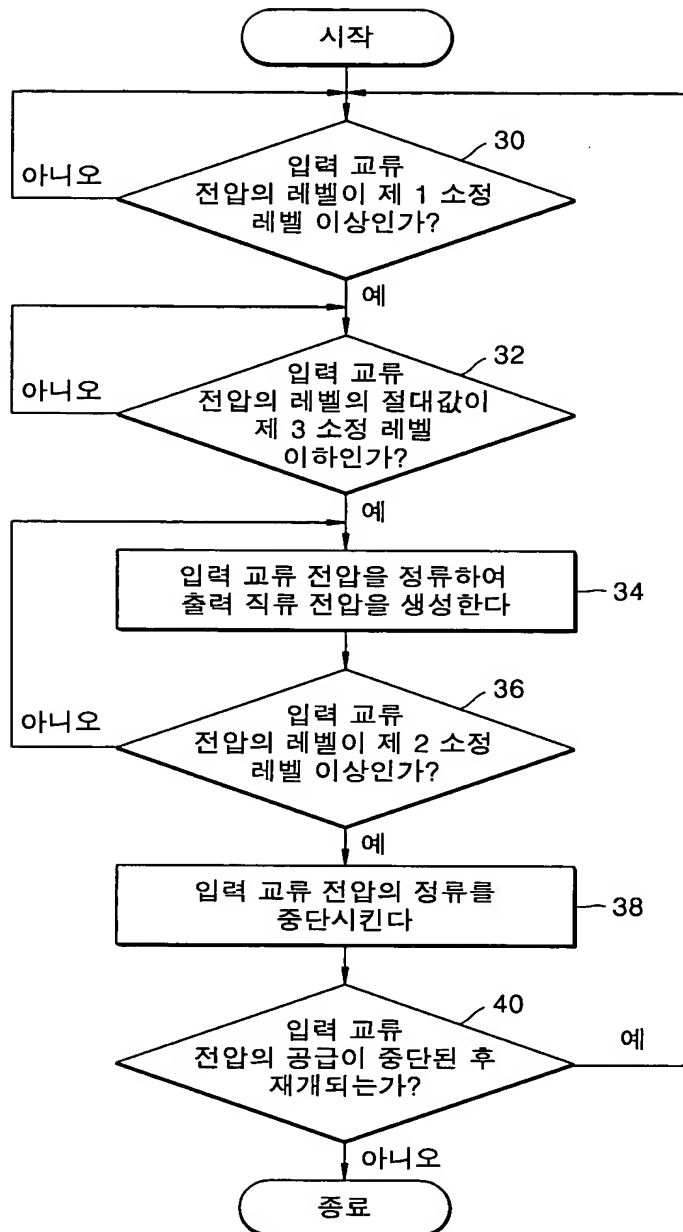 시작
30
입력 교류
전압의 레벨이 제 1 소정
레벨 이상인가?
아니오
예
32
입력 교류
전압의 레벨의 절대값이
제 3 소정 레벨
이하인가?
아니오
예
입력 교류 전압을 정류하여
출력 직류 전압을 생성한다
34
36
입력 교류
전압의 레벨이 제 2 소정
레벨 이상인가?
아니오
예
입력 교류 전압의 정류를
중단시킨다
38
40
입력 교류
전압의 공급이 중단된 후
재개되는가?
예
아니오
종료